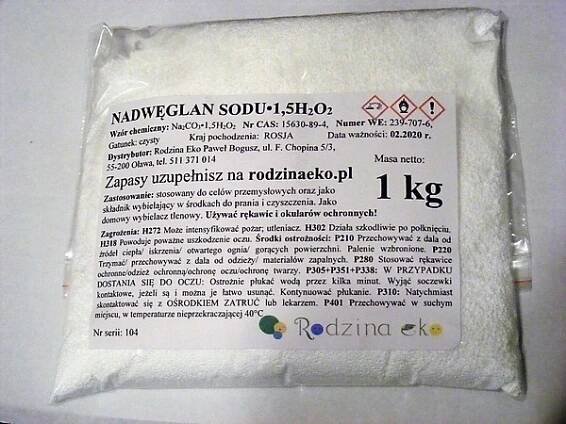 NADWĘGLAN SODU•1,5H₂O₂
Wzór chemiczny: Na₂CO₃•1,5H₂O₂ Nr CAS: 15630-89-4, Numer WE: 239-707-6,
Gatunek: czysty Kraj pochodzenia: ROSJA Data ważności: 02.2020 r.
Dystrybutor: Rodzina Eko Paweł Bogusz, ul. F. Chopina 5/3,
55-200 Oława, tel. 511 371 014
Masa netto:
Zapasy uzupełnisz na rodzinaeko.pl
1 kg
Zastosowanie: stosowany do celów przemysłowych oraz jako
składnik wybielający w środkach do prania i czyszczenia. Jako
domowy wybielacz tlenowy. Używać rękawic i okularów ochronnych!
Zagrożenia: H272 Może intensyfikować pożar; utleniacz. H302 Działa szkodliwie po połknięciu.
H318 Powoduje poważne uszkodzenie oczu. Środki ostrożności: P210 Przechowywać z dala od
źródeł ciepła/ iskrzenia/ otwartego ognia/ gorących powierzchni. Palenie wzbronione. P220
Trzymać/ przechowywać z dala od odzieży/ materiałów zapalnych. P280 Stosować rękawice
ochronne/odzież ochronną/ochronę oczu/ochronę twarzy. P305+P351+P338: W PRZYPADKU
DOSTANIA SIĘ DO OCZU: Ostrożnie płukać wodą przez kilka minut. Wyjąć soczewki
kontaktowe, jeżeli są i można je łatwo usunąć. Kontynuować płukanie. P310: Natychmiast
skontaktować się z OŚRODKIEM ZATRUĆ lub lekarzem. P401 Przechowywać w suchym
miejscu, w temperaturze nieprzekraczającej 40°C
Nr serii: 104
Rodzina eko